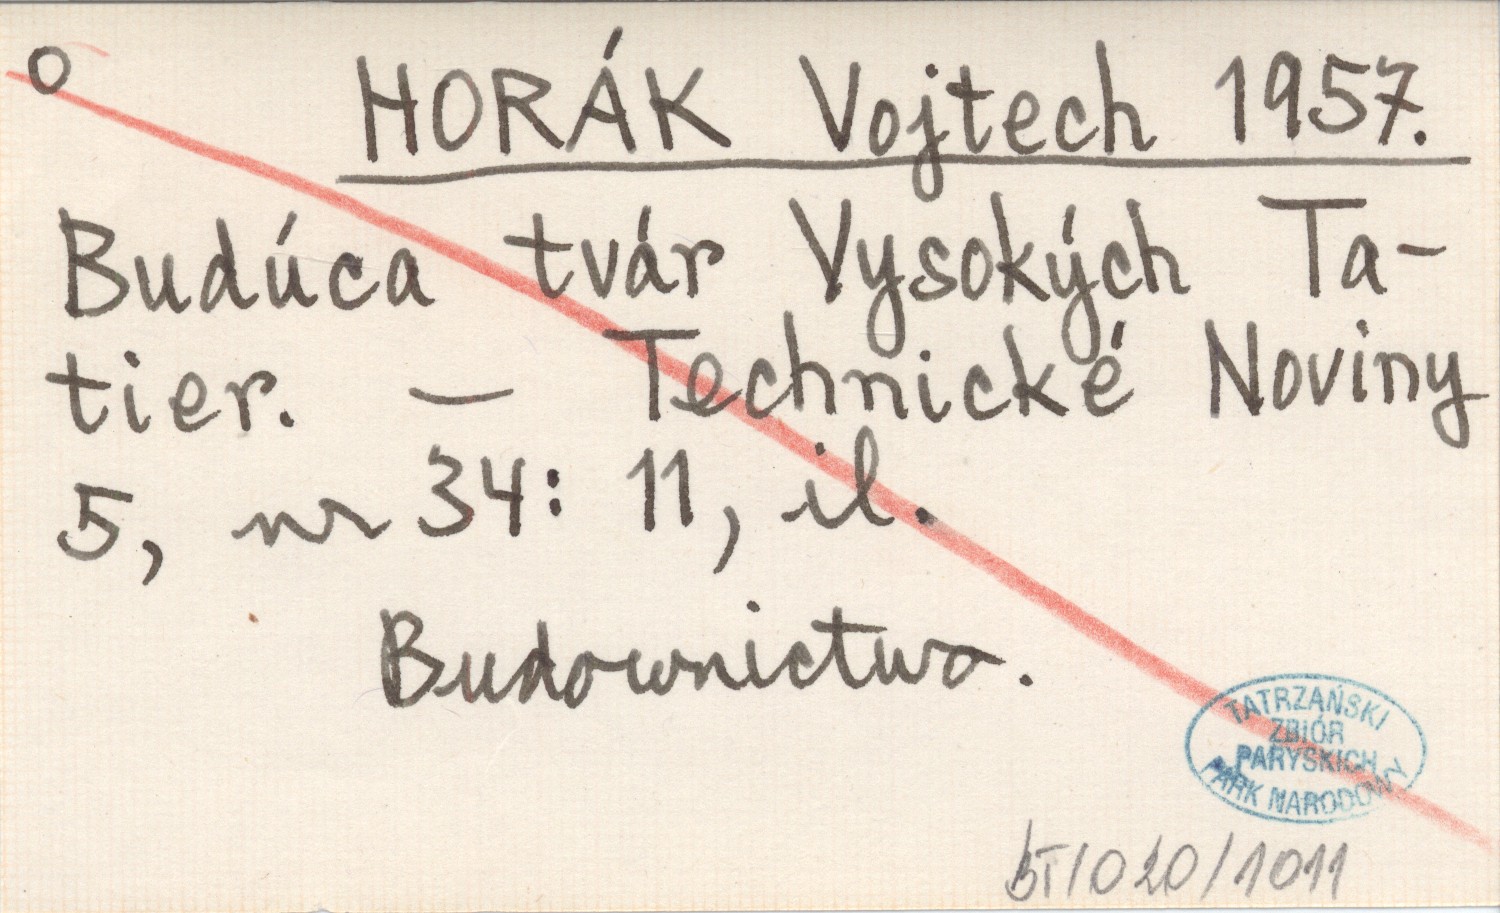 o
HORÁK Vojtech 1957.
Budúca tvár Vysokých Ta-
tier. — Technické Noviny
5, nr 34: 11, il.
Budownictwo.
TATRZAŃSKI
ZBIÓR
PARYSKICH
PARK NARODOWY
BT/020/1011